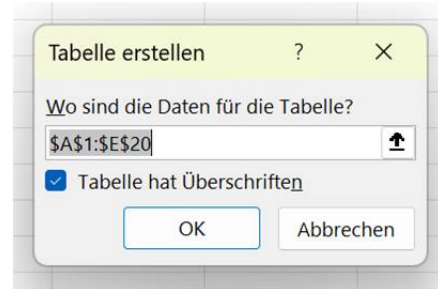 Tabelle erstellen ?
Wo sind die Daten für die Tabelle?
$A$1:$E$20
Tabelle hat Überschriften
OK Abbrechen